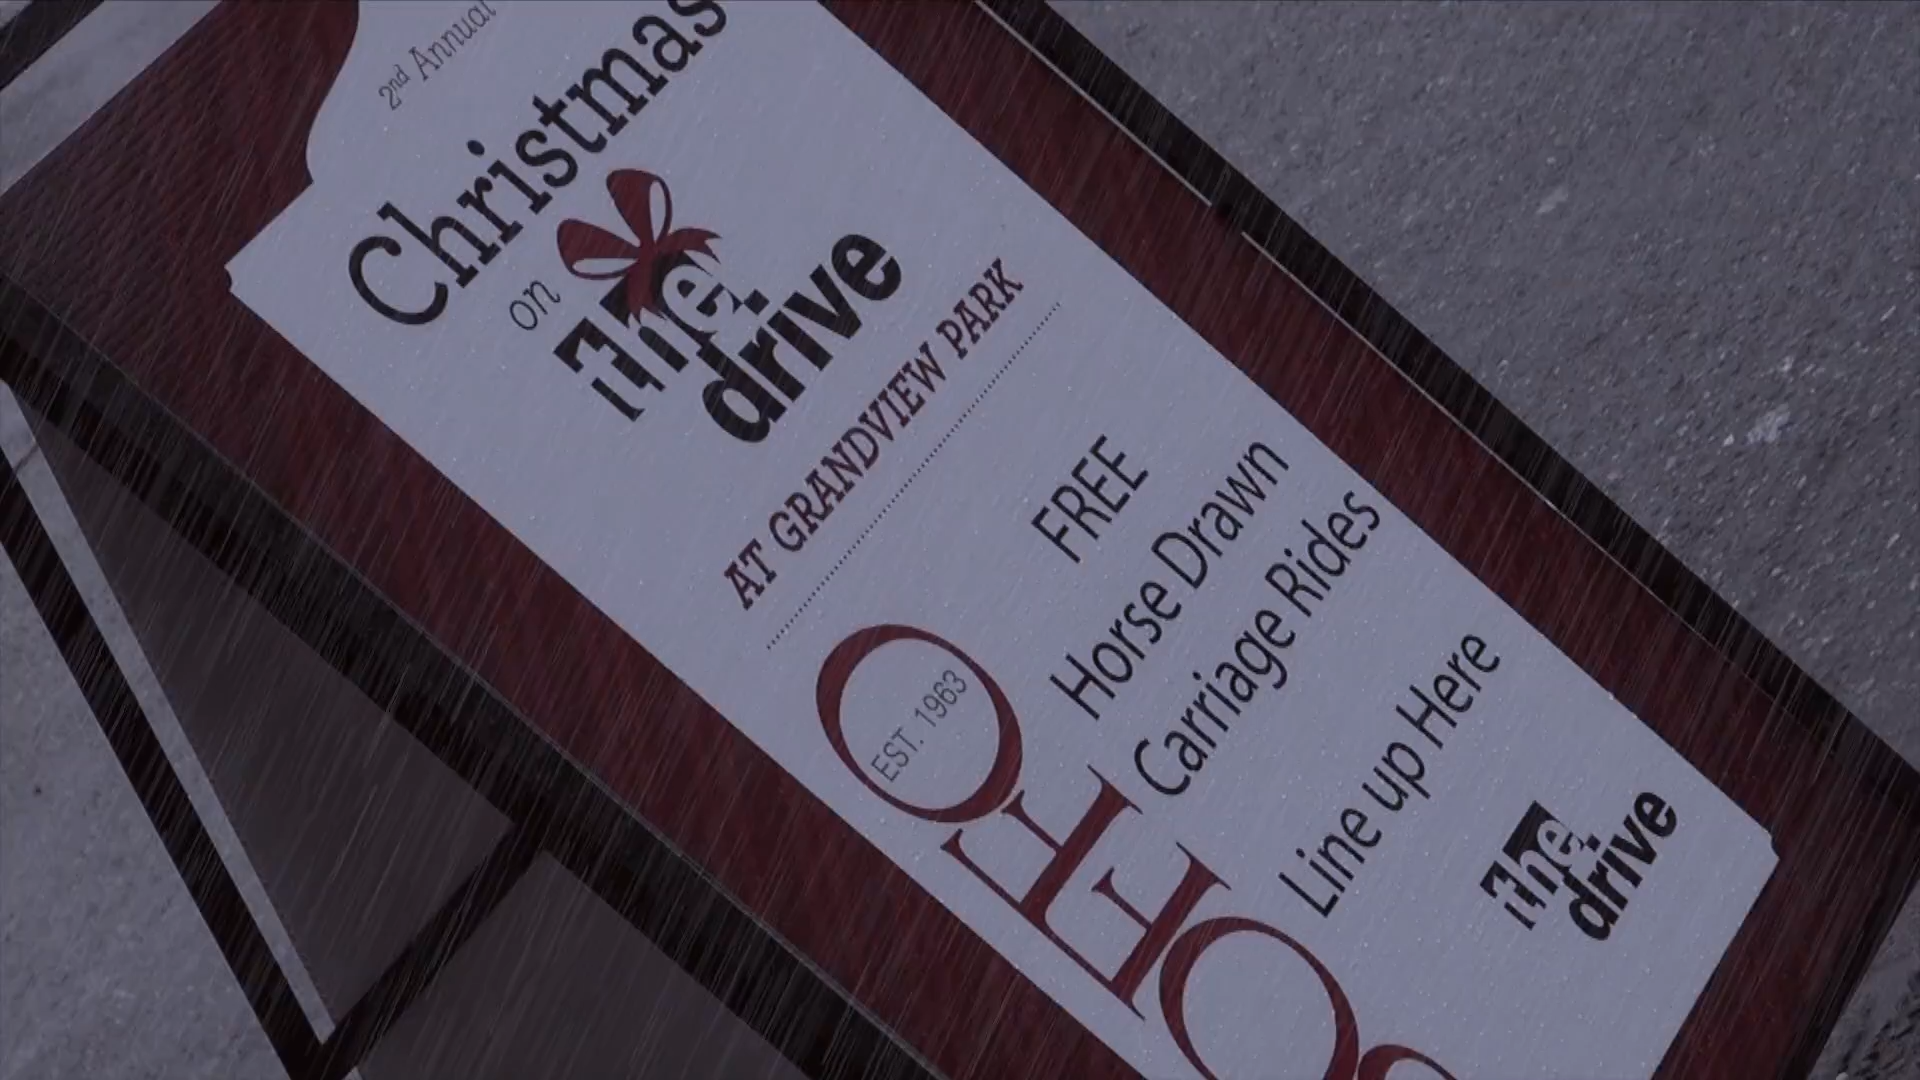 2nd Annual
Christmas
on
The
drive
AT GRANDVIEW PARK
FREE
Horse Drawn
Carriage Rides
Line up Here
EST. 1963
The
drive